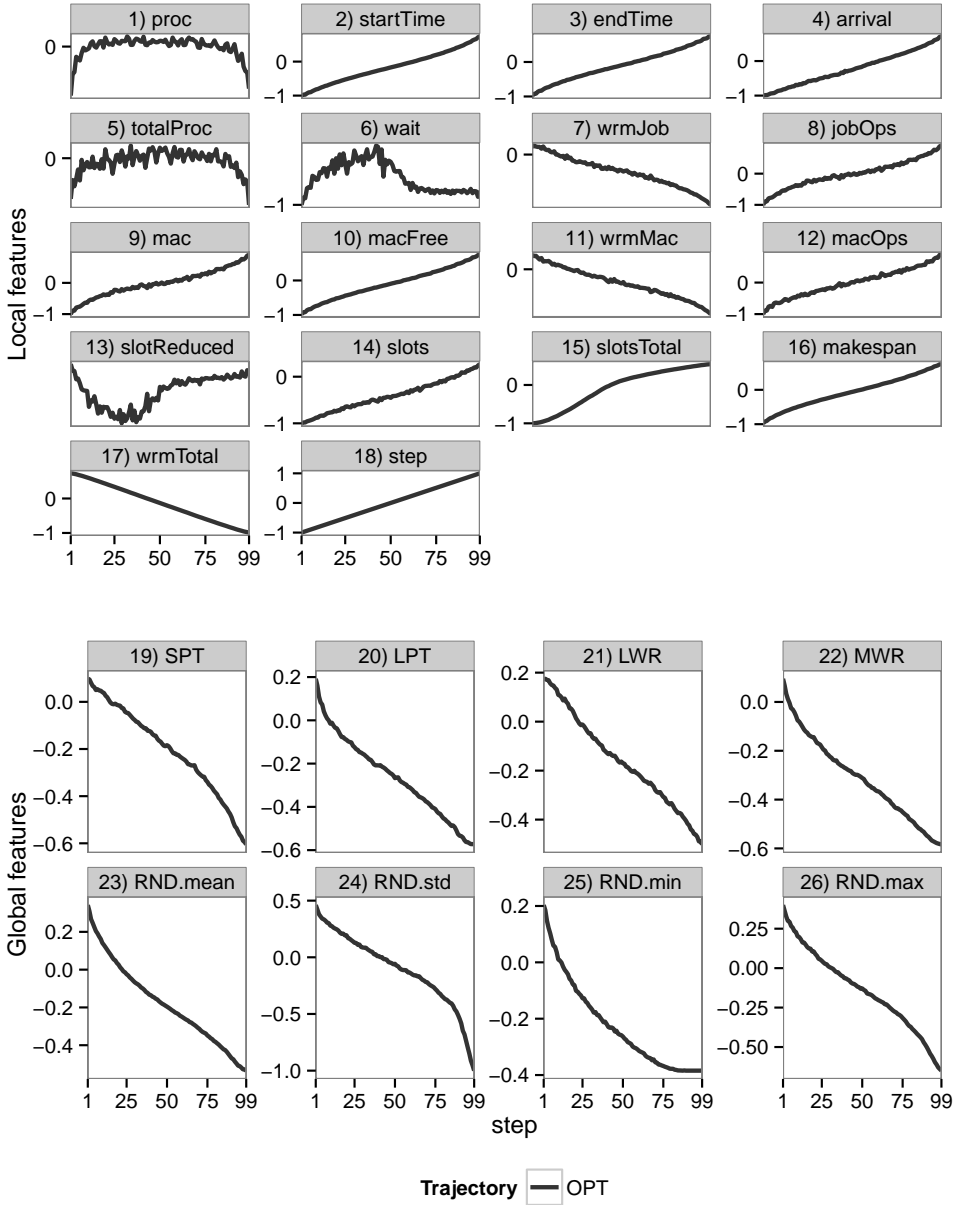 Local features
1) proc
0
2) startTime
0
−1
3) endTime
0
−1
4) arrival
0
−1
5) totalProc
0
6) wait
−1
7) wrmJob
0
8) jobOps
0
−1
9) mac
0
−1
10) macFree
0
−1
11) wrmMac
0
12) macOps
0
−1
13) slotReduced
14) slots
0
−1
15) slotsTotal
0
−1
16) makespan
0
−1
17) wrmTotal
0
−1
1 25 50 75 99
18) step
1
0
−1
1 25 50 75 99
Global features
19) SPT
0.0
−0.2
−0.4
−0.6
20) LPT
0.2
0.0
−0.2
−0.4
−0.6
21) LWR
0.2
0.0
−0.2
−0.4
22) MWR
0.0
−0.2
−0.4
−0.6
23) RND.mean
0.2
0.0
−0.2
−0.4
1 25 50 75 99
24) RND.std
0.5
0.0
−0.5
−1.0
1 25 50 75 99
25) RND.min
0.2
0.0
−0.2
−0.4
1 25 50 75 99
26) RND.max
0.25
0.00
−0.25
−0.50
1 25 50 75 99
step
Trajectory OPT